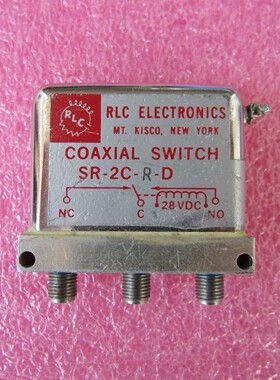 RLC
RLC ELECTRONICS
MT. KISCO, NEW YORK
COAXIAL SWITCH
SR-2C-R-D
NC C 28 VDC NO